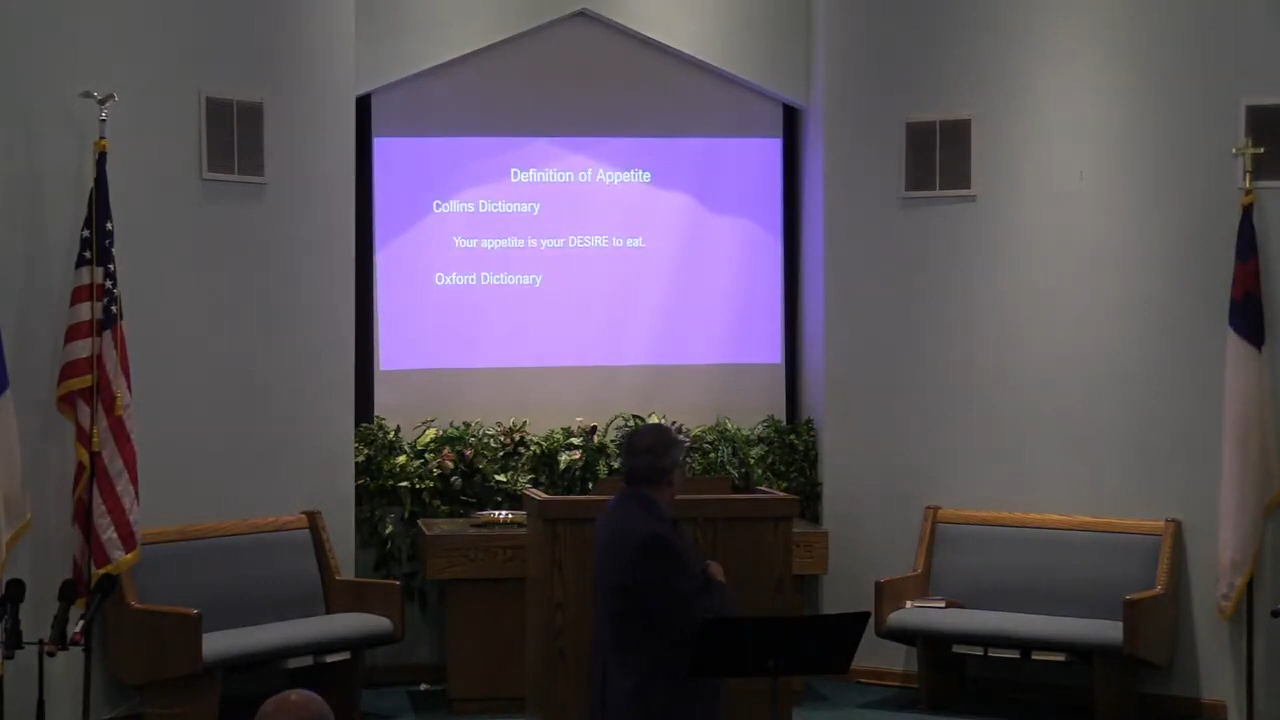 Definition of Appetite
Collins Dictionary
Your appetite is your DESIRE to eat.
Oxford Dictionary